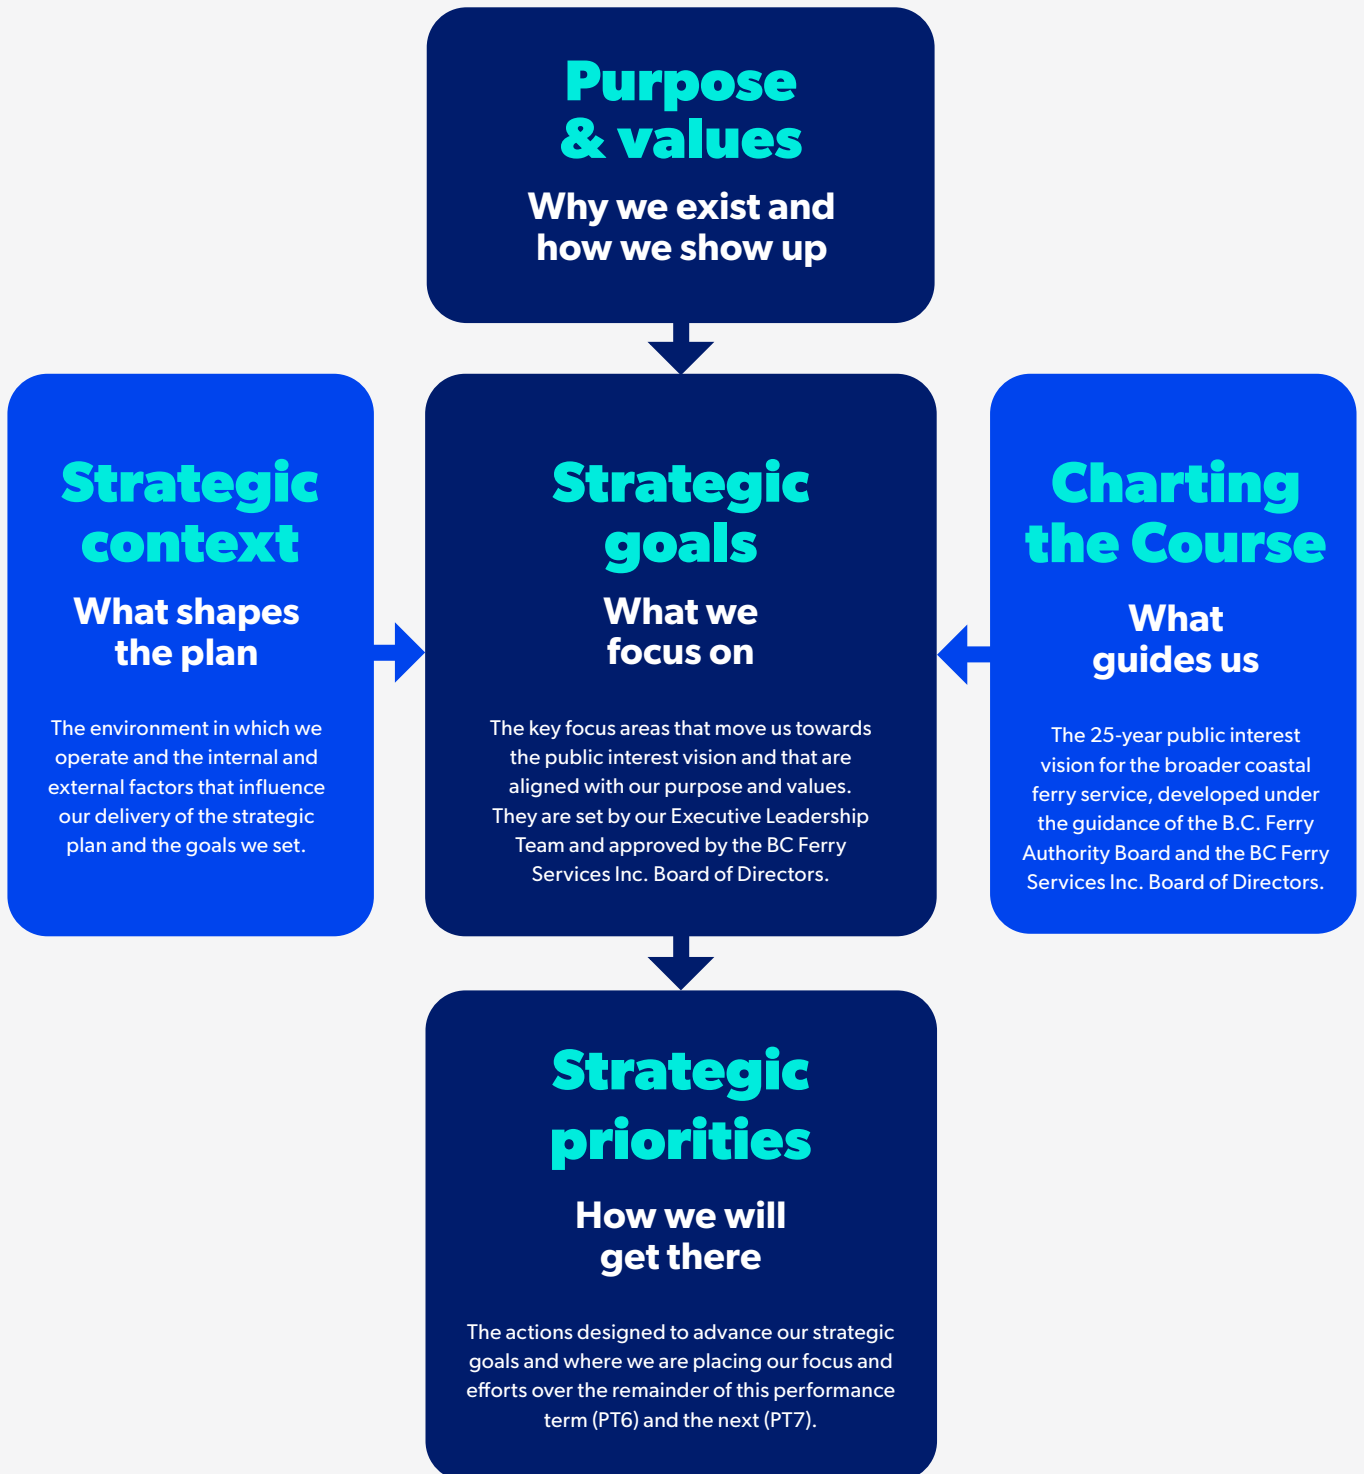 Purpose
& values
Why we exist and
how we show up
Strategic
context
What shapes
the plan
The environment in which we
operate and the internal and
external factors that influence
our delivery of the strategic
plan and the goals we set.
Strategic
goals
What we
focus on
The key focus areas that move us towards
the public interest vision and that are
aligned with our purpose and values.
They are set by our Executive Leadership
Team and approved by the BC Ferry
Services Inc. Board of Directors.
Charting
the Course
What
guides us
The 25-year public interest
vision for the broader coastal
ferry service, developed under
the guidance of the B.C. Ferry
Authority Board and the BC Ferry
Services Inc. Board of Directors.
Strategic
priorities
How we will
get there
The actions designed to advance our strategic
goals and where we are placing our focus and
efforts over the remainder of this performance
term (PT6) and the next (PT7).